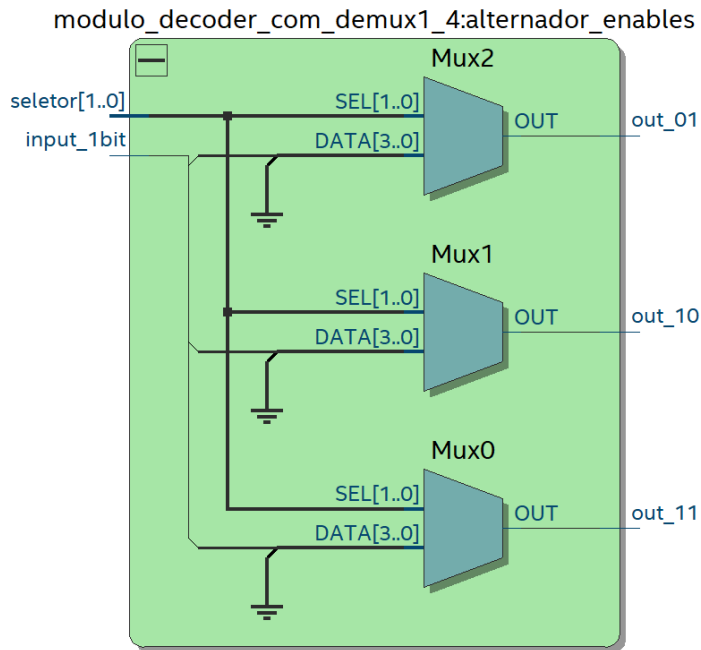 modulo_decoder_com_demux1_4:alternador_enables
Mux2
seletor[1..0]
SEL[1..0]
OUT
out_01
input_1bit
DATA[3..0]
Mux1
SEL[1..0]
OUT
out_10
DATA[3..0]
Mux0
SEL[1..0]
OUT
out_11
DATA[3..0]